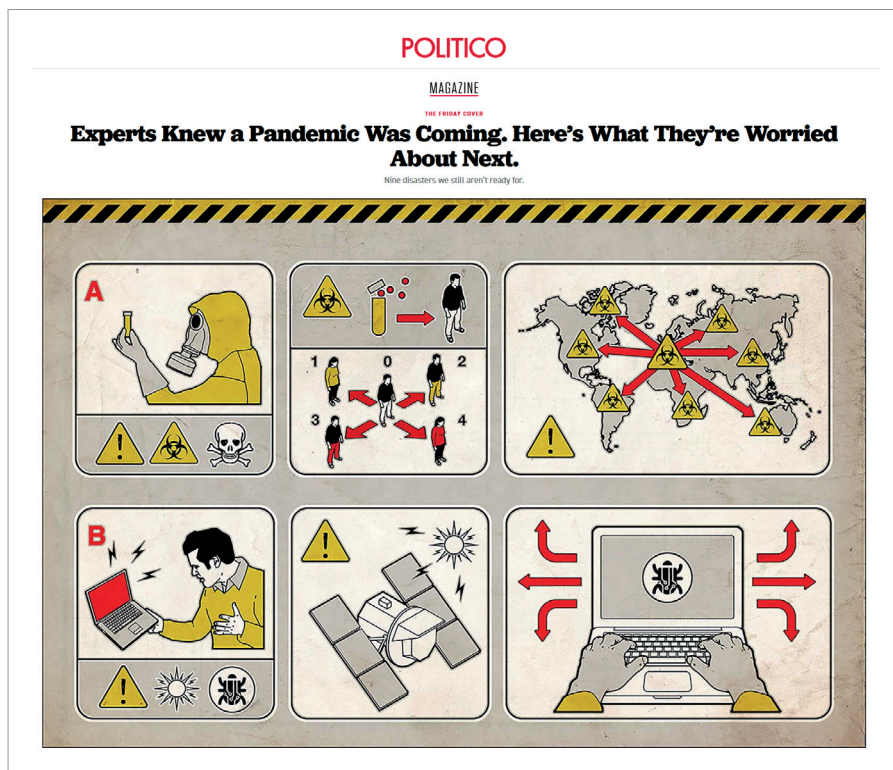 POLITICO
MAGAZINE
THE FRIDAY COVER
Experts Knew a Pandemic Was Coming. Here’s What They’re Worried
About Next.
Nine disasters we still aren’t ready for.
A
1 0 2
3 4
B